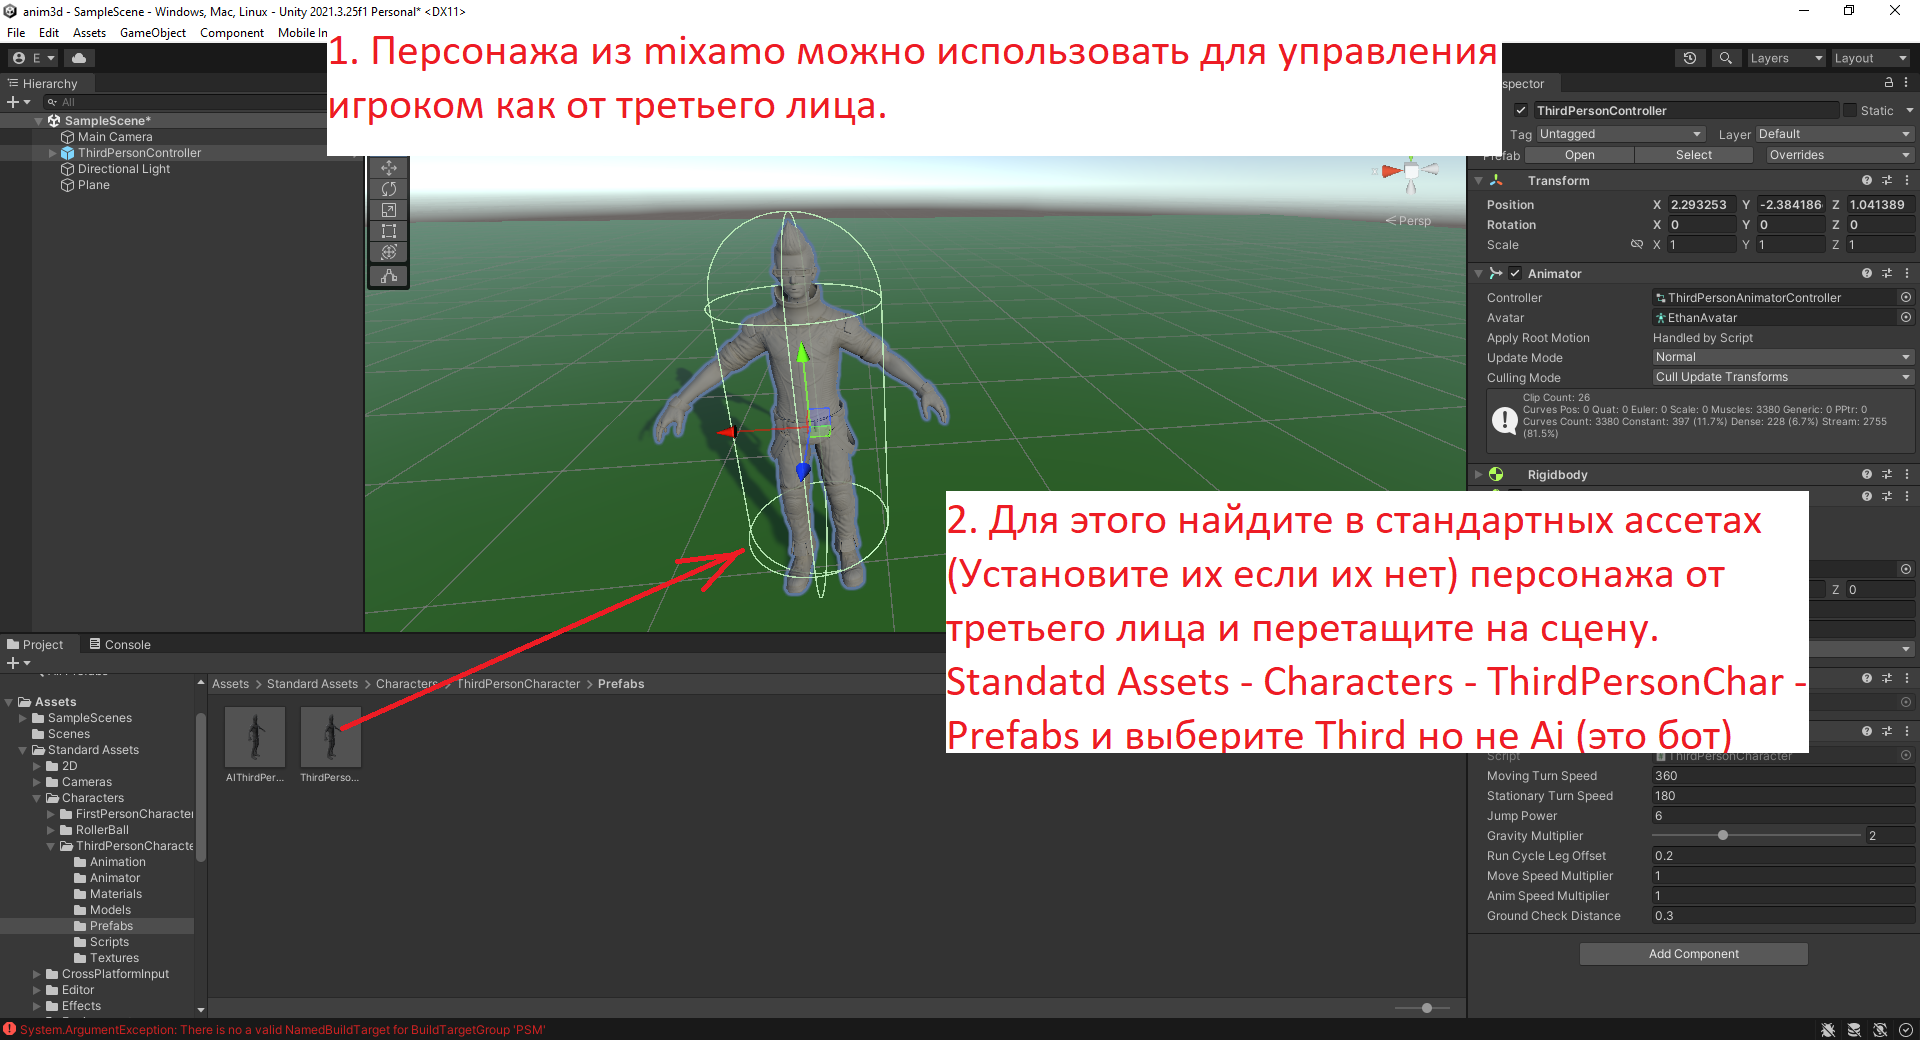 anim3d - SampleScene - Windows, Mac, Linux - Unity 2021.3.25f1 Personal* <DX11>
File Edit Assets GameObject Component Mobile In
1. Персонажа из mixamo можно использовать для управления
игроком как от третьего лица.
E
Layers
Layout
Hierarchy
All
SampleScene*
Main Camera
ThirdPersonController
Directional Light
Plane
Persp
2. Для этого найдите в стандартных ассетах
(Установите их если их нет) персонажа от
третьего лица и перетащите на сцену.
Standatd Assets - Characters - ThirdPersonChar -
Prefabs и выберите Third но не Ai (это бот)
spector
ThirdPersonController Static
Tag Untagged Layer Default
Prefab Open Select Overrides
Transform
Position X 2.293253 Y -2.384186 Z 1.041389
Rotation X 0 Y 0 Z 0
Scale X 1 Y 1 Z 1
Animator
Controller ThirdPersonAnimatorController
Avatar EthanAvatar
Apply Root Motion Handled by Script
Update Mode Normal
Culling Mode Cull Update Transforms
Clip Count: 26
Curves Pos: 0 Quat: 0 Euler: 0 Scale: 0 Muscles: 3380 Generic: 0 PPtr: 0
Curves Count: 3380 Constant: 397 (11.7%) Dense: 228 (6.7%) Stream: 2755
(81.5%)
Rigidbody
Z 0
Script ThirdPersonCharacter
Moving Turn Speed 360
Stationary Turn Speed 180
Jump Power 6
Gravity Multiplier 2
Run Cycle Leg Offset 0.2
Move Speed Multiplier 1
Anim Speed Multiplier 1
Ground Check Distance 0.3
Add Component
Project Console
Assets > Standard Assets > Characters > ThirdPersonCharacter > Prefabs
AIThirdPer... ThirdPerso...
Assets
SampleScenes
Scenes
Standard Assets
2D
Cameras
Characters
FirstPersonCharacter
RollerBall
ThirdPersonCharacte
Animation
Animator
Materials
Models
Prefabs
Scripts
Textures
CrossPlatformInput
Editor
Effects
System.ArgumentException: There is no a valid NamedBuildTarget for BuildTargetGroup 'PSM'